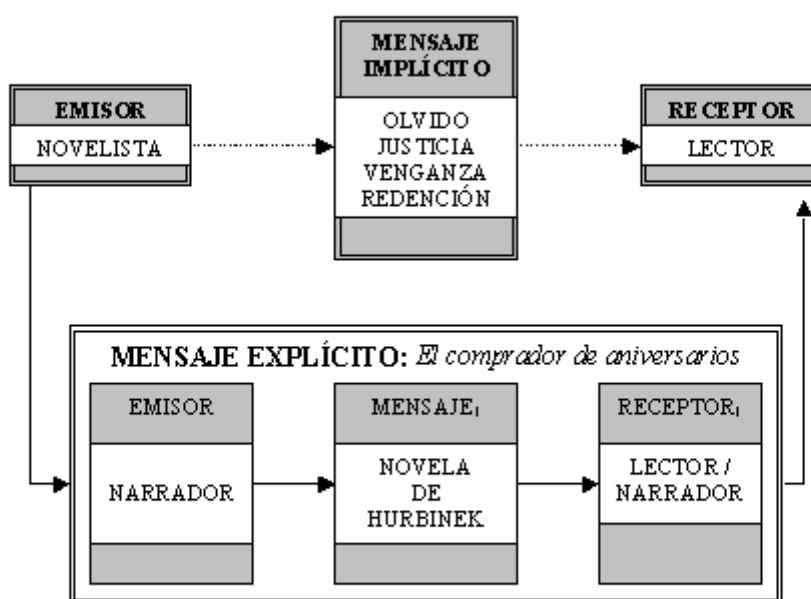 MENSAJE
IMPLÍCITO
EMISOR
NOVELISTA
OLVIDO
JUSTICIA
VENGANZA
REDENCIÓN
RECEPTOR
LECTOR
MENSAJE EXPLÍCITO: El comprador de aniversarios
EMISOR
NARRADOR
MENSAJE₁
NOVELA
DE
HURBINEK
RECEPTOR₁
LECTOR /
NARRADOR